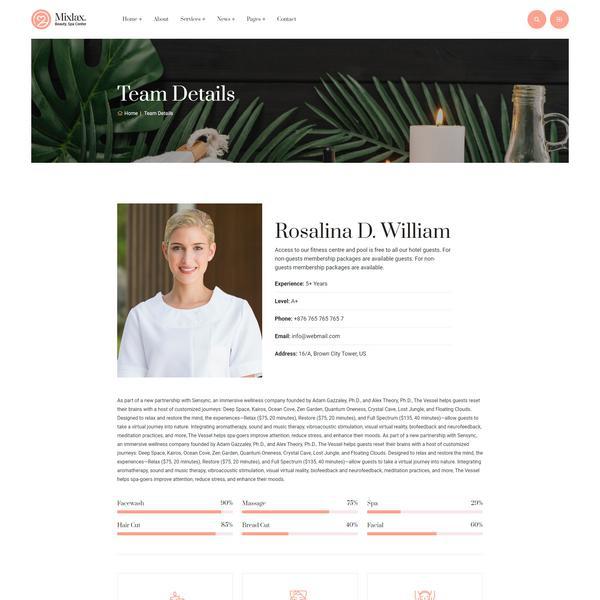 Mixlax.
Beauty, Spa Center
Home + About Services + News + Pages + Contact
Team Details
Home | Team Details
Rosalina D. William
Access to our fitness centre and pool is free to all our hotel guests. For
non-guests membership packages are available guests. For non-
guests membership packages are available.
Experience: 5+ Years
Level: A+
Phone: +876 765 765 765 7
Email: info@webmail.com
Address: 16/A, Brown City Tower, US
As part of a new partnership with Sensync, an immersive wellness company founded by Adam Gazzaley, Ph.D., and Alex Theory, Ph.D., The Vessel helps guests reset
their brains with a host of customized journeys: Deep Space, Kairos, Ocean Cove, Zen Garden, Quantum Oneness, Crystal Cave, Lost Jungle, and Floating Clouds.
Designed to relax and restore the mind, the experiences—Relax ($75, 20 minutes), Restore ($75, 20 minutes), and Full Spectrum ($135, 40 minutes)—allow guests to
take a virtual journey into nature. Integrating aromatherapy, sound and music therapy, vibroacoustic stimulation, visual virtual reality, biofeedback and neurofeedback,
meditation practices, and more, The Vessel helps spa-goers improve attention, reduce stress, and enhance their moods. As part of a new partnership with Sensync,
an immersive wellness company founded by Adam Gazzaley, Ph.D., and Alex Theory, Ph.D., The Vessel helps guests reset their brains with a host of customized
journeys: Deep Space, Kairos, Ocean Cove, Zen Garden, Quantum Oneness, Crystal Cave, Lost Jungle, and Floating Clouds. Designed to relax and restore the mind, the
experiences—Relax ($75, 20 minutes), Restore ($75, 20 minutes), and Full Spectrum ($135, 40 minutes)—allow guests to take a virtual journey into nature. Integrating
aromatherapy, sound and music therapy, vibroacoustic stimulation, visual virtual reality, biofeedback and neurofeedback, meditation practices, and more, The Vessel
helps spa-goers improve attention, reduce stress, and enhance their moods.
Facewash 90% Massage 75% Spa 29%
Hair Cut 85% Bread Cut 40% Facial 60%